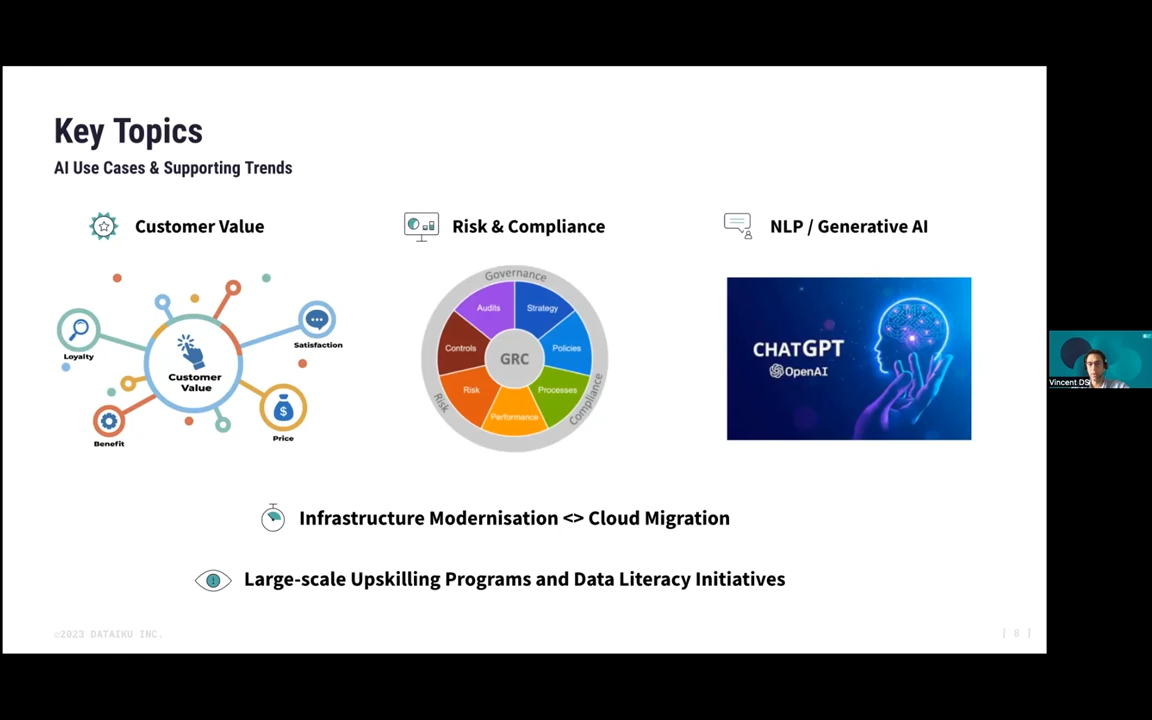 Key Topics
AI Use Cases & Supporting Trends
Customer Value
Risk & Compliance
NLP / Generative AI
Loyalty
Satisfaction
Customer
Value
Benefit
Price
Governance
Audits
Strategy
Controls
GRC
Policies
Risk
Processes
Performance
Risk
Compliance
CHATGPT
OpenAI
Vincent DS
Infrastructure Modernisation <> Cloud Migration
Large-scale Upskilling Programs and Data Literacy Initiatives
©2023 DATAIKU INC.
[ 8 ]